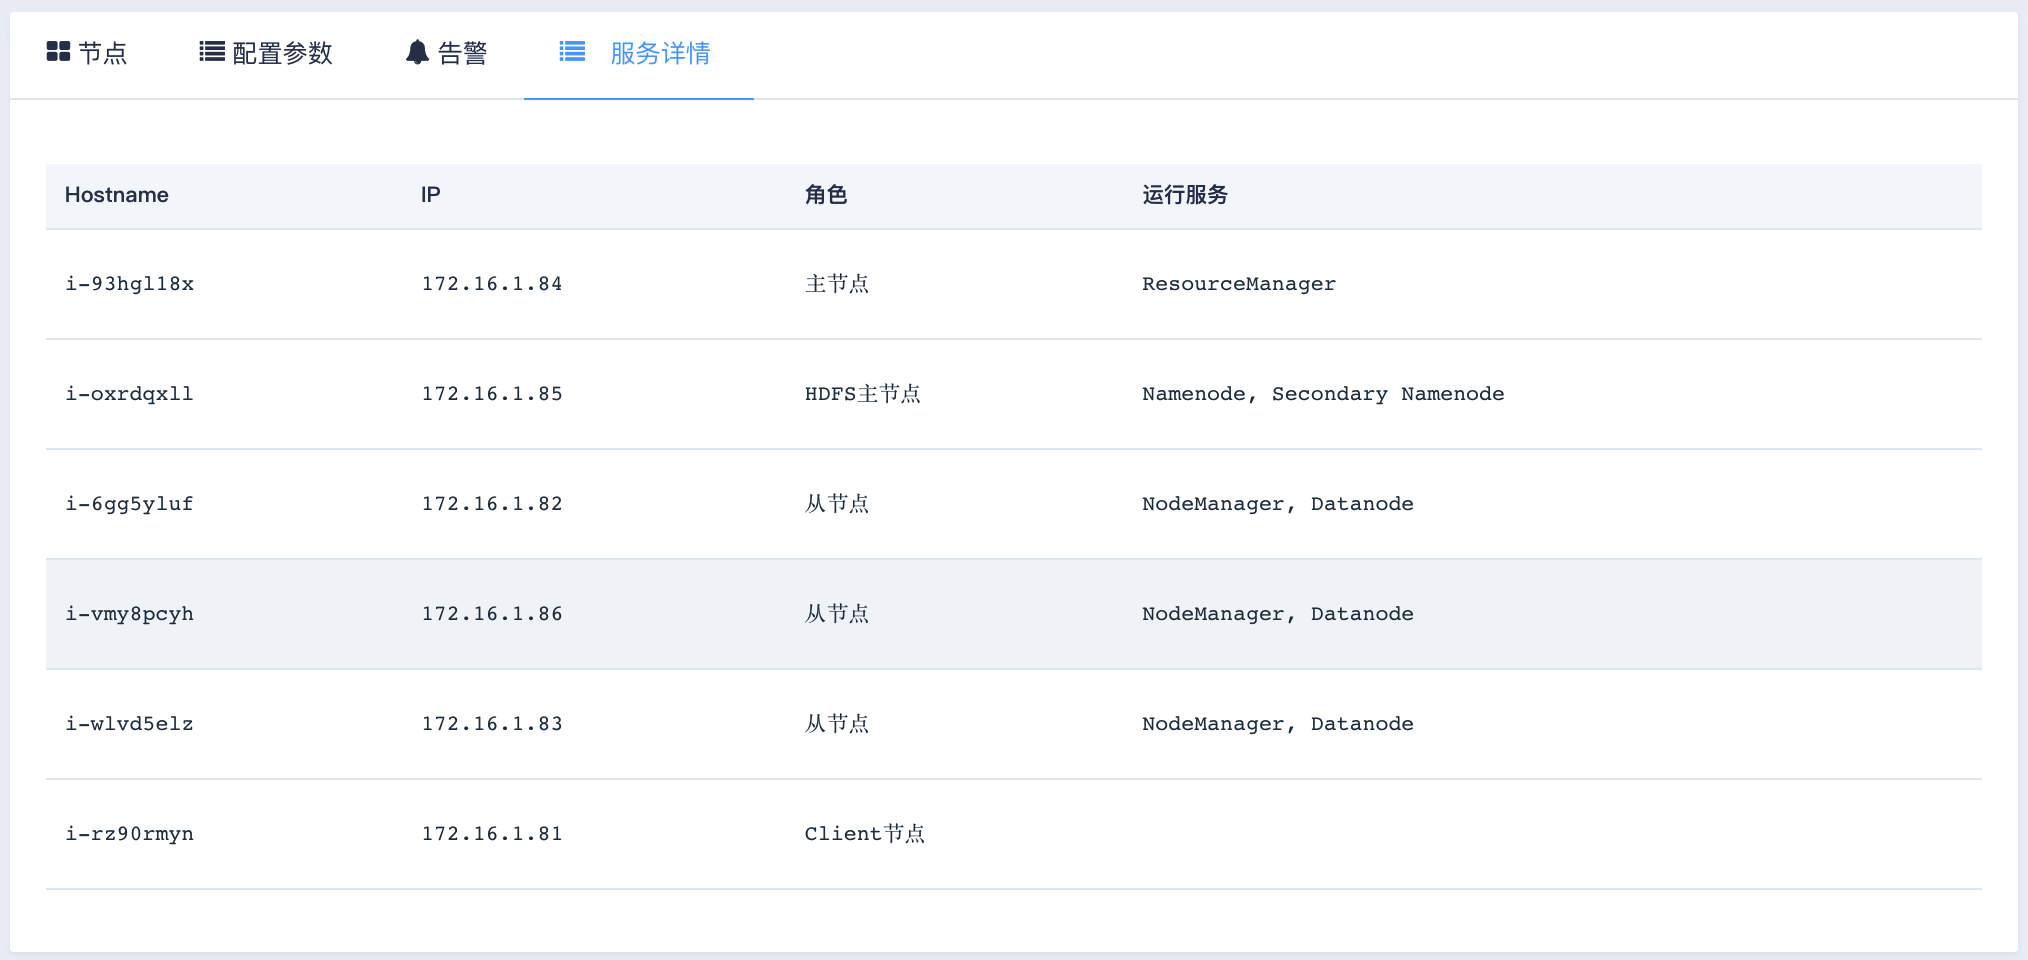 节点 配置参数 告警 服务详情
Hostname IP 角色 运行服务
i-93hgl18x 172.16.1.84 主节点 ResourceManager
i-oxrdqxll 172.16.1.85 HDFS主节点 Namenode, Secondary Namenode
i-6gg5yluf 172.16.1.82 从节点 NodeManager, Datanode
i-vmy8pcyh 172.16.1.86 从节点 NodeManager, Datanode
i-wlvd5elz 172.16.1.83 从节点 NodeManager, Datanode
i-rz90rmyn 172.16.1.81 Client节点